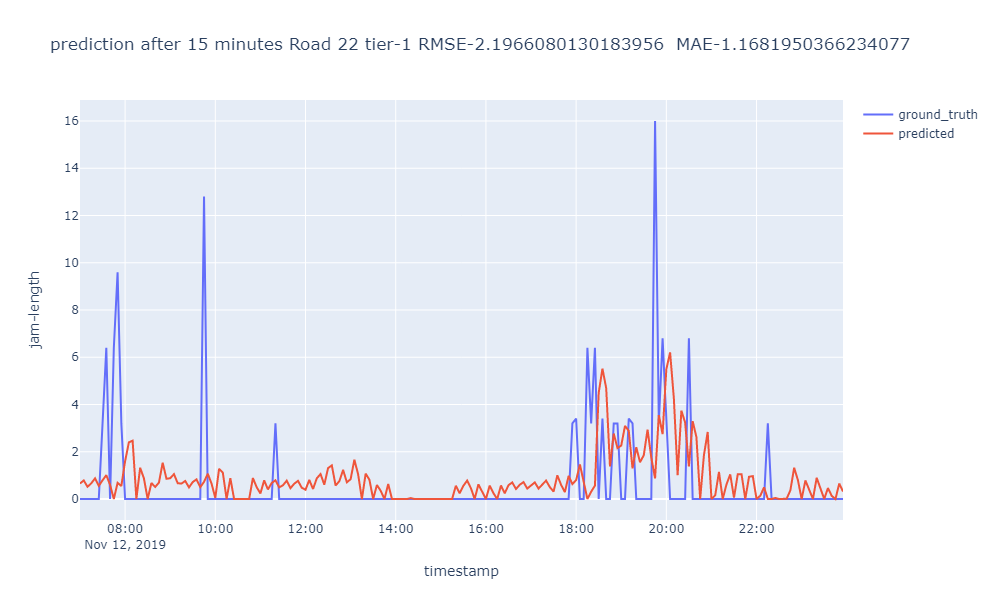 prediction after 15 minutes Road 22 tier-1 RMSE-2.1966080130183956  MAE-1.1681950366234077
ground_truth
predicted
16
14
12
10
8
6
4
2
0
jam-length
08:00 10:00 12:00 14:00 16:00 18:00 20:00 22:00
Nov 12, 2019
timestamp